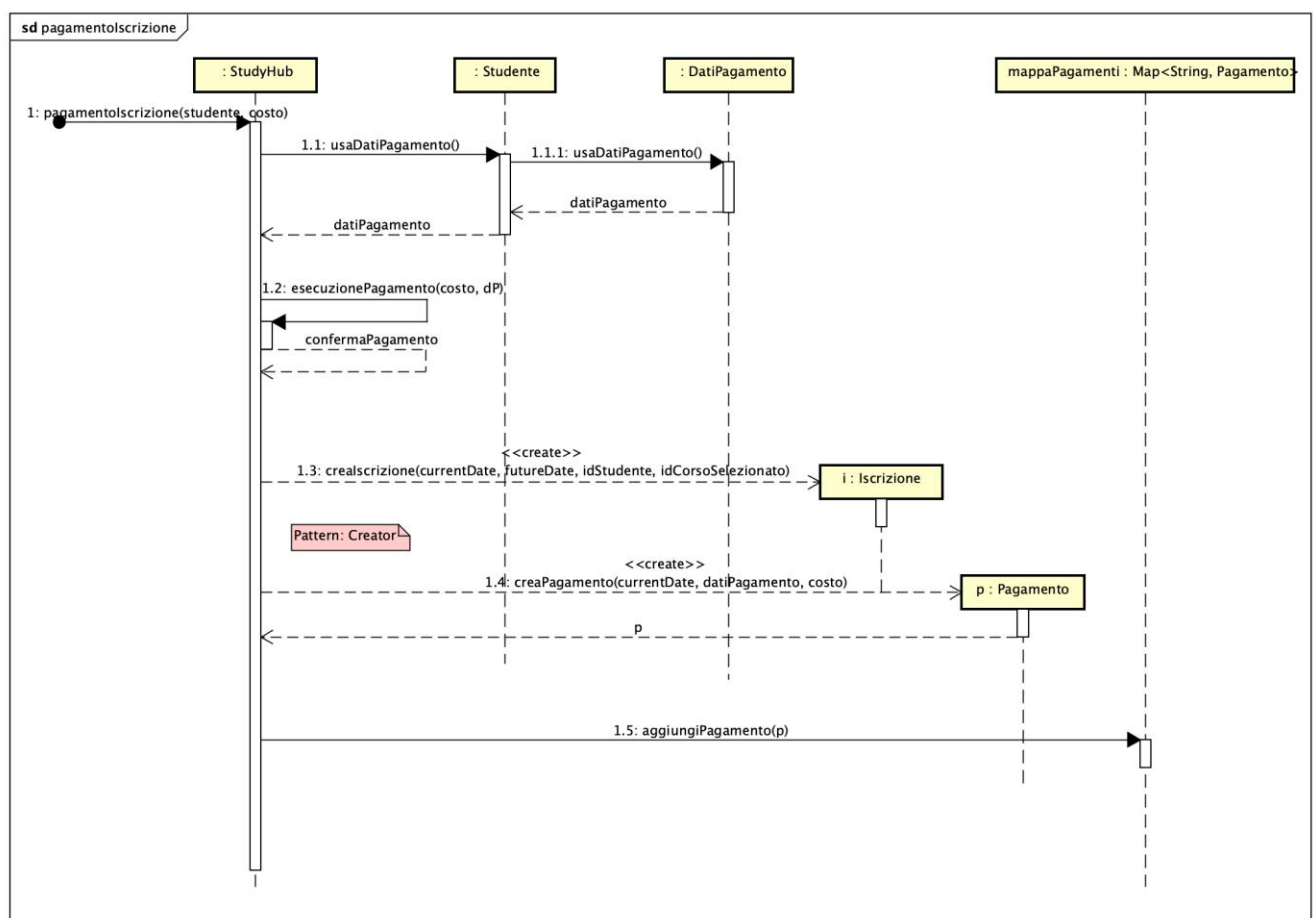 sd pagamentoIscrizione
: StudyHub
: Studente
: DatiPagamento
mappaPagamenti : Map<String, Pagamento>
1: pagamentoIscrizione(studente, costo)
1.1: usaDatiPagamento()
1.1.1: usaDatiPagamento()
datiPagamento
datiPagamento
1.2: esecuzionePagamento(costo, dP)
confermaPagamento
<<create>>
1.3: creaIscrizione(currentDate, futureDate, idStudente, idCorsoSelezionato)
i : Iscrizione
Pattern: Creator
<<create>>
1.4: creaPagamento(currentDate, datiPagamento, costo)
p : Pagamento
p
1.5: aggiungiPagamento(p)